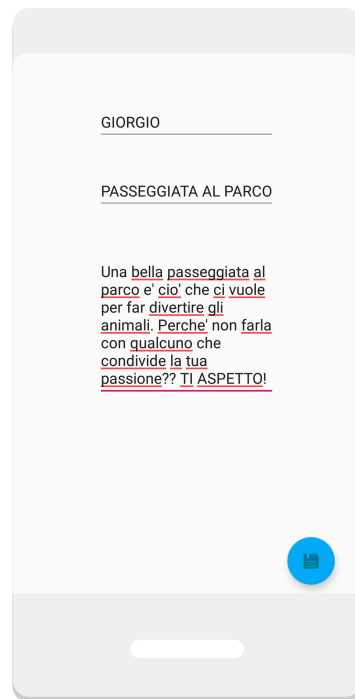 GIORGIO
PASSEGGIATA AL PARCO
Una bella passeggiata al
parco e' cio' che ci vuole
per far divertire gli
animali. Perche' non farla
con qualcuno che
condivide la tua
passione?? TI ASPETTO!